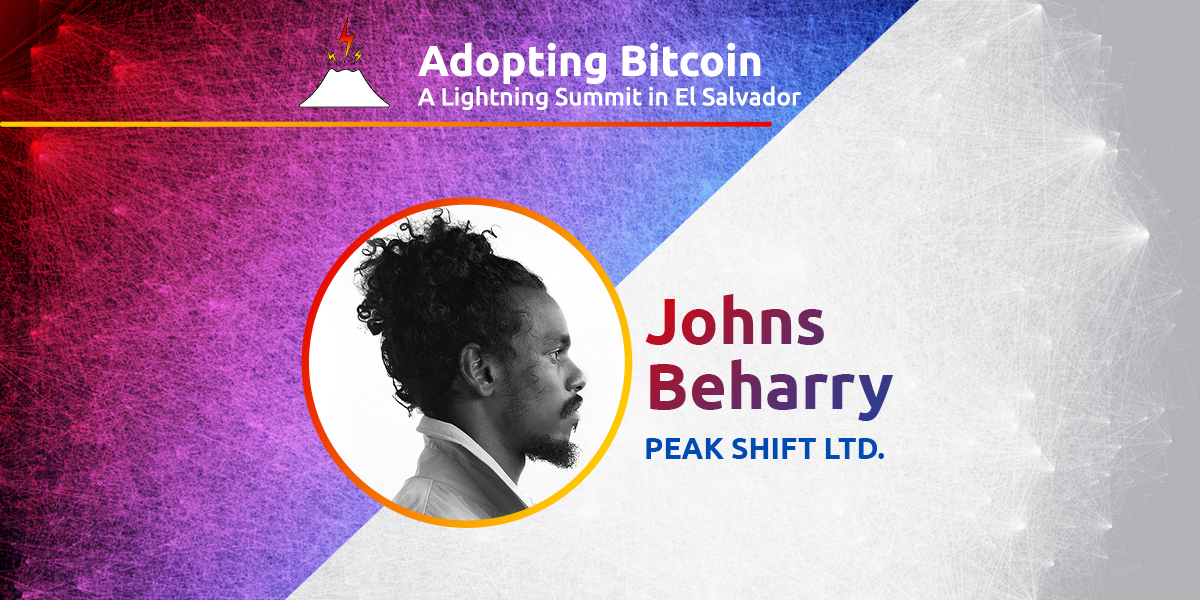 Adopting Bitcoin
A Lightning Summit in El Salvador
Johns
Beharry
PEAK SHIFT LTD.